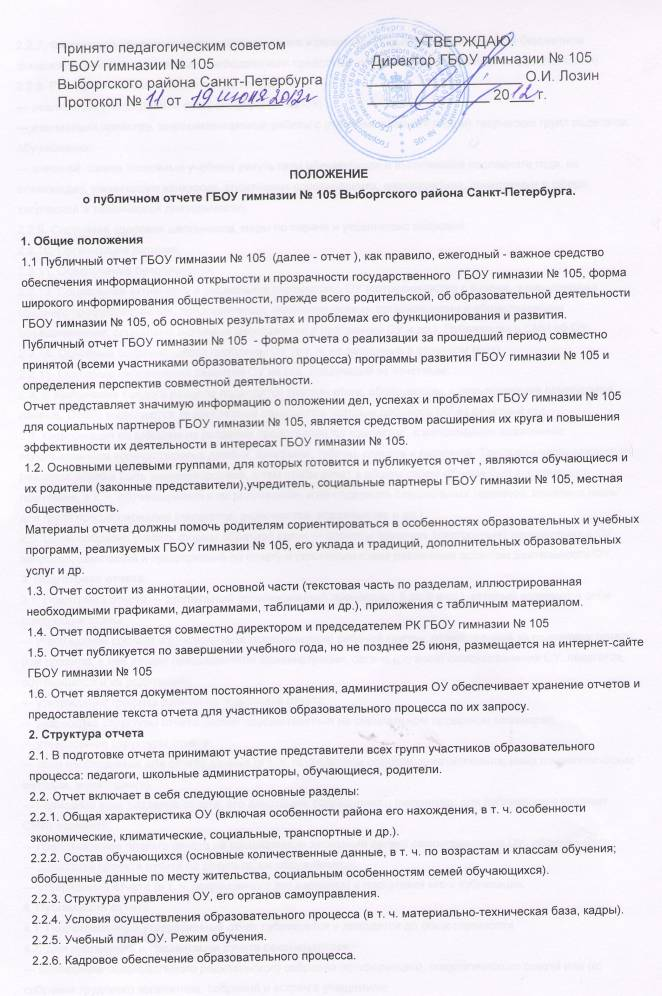 Принято педагогическим советом
ГБОУ гимназии № 105
Выборгского района Санкт-Петербурга
Протокол № 11 от 19 июня 2012г
УТВЕРЖДАЮ.
Директор ГБОУ гимназии № 105
О.И. Лозин
2012 г.
ПОЛОЖЕНИЕ
о публичном отчете ГБОУ гимназии № 105 Выборгского района Санкт-Петербурга.
1. Общие положения
1.1 Публичный отчет ГБОУ гимназии № 105 (далее - отчет ), как правило, ежегодный - важное средство
обеспечения информационной открытости и прозрачности государственного ГБОУ гимназии № 105, форма
широкого информирования общественности, прежде всего родительской, об образовательной деятельности
ГБОУ гимназии № 105, об основных результатах и проблемах его функционирования и развития.
Публичный отчет ГБОУ гимназии № 105 - форма отчета о реализации за прошедший период совместно
принятой (всеми участниками образовательного процесса) программы развития ГБОУ гимназии № 105 и
определения перспектив совместной деятельности.
Отчет представляет значимую информацию о положении дел, успехах и проблемах ГБОУ гимназии № 105
для социальных партнеров ГБОУ гимназии № 105, является средством расширения их круга и повышения
эффективности их деятельности в интересах ГБОУ гимназии № 105.
1.2. Основными целевыми группами, для которых готовится и публикуется отчет , являются обучающиеся и
их родители (законные представители),учредитель, социальные партнеры ГБОУ гимназии № 105, местная
общественность.
Материалы отчета должны помочь родителям сориентироваться в особенностях образовательных и учебных
программ, реализуемых ГБОУ гимназии № 105, его уклада и традиций, дополнительных образовательных
услуг и др.
1.3. Отчет состоит из аннотации, основной части (текстовая часть по разделам, иллюстрированная
необходимыми графиками, диаграммами, таблицами и др.), приложения с табличным материалом.
1.4. Отчет подписывается совместно директором и председателем РК ГБОУ гимназии № 105
1.5. Отчет публикуется по завершении учебного года, но не позднее 25 июня, размещается на интернет-сайте
ГБОУ гимназии № 105
1.6. Отчет является документом постоянного хранения, администрация ОУ обеспечивает хранение отчетов и
предоставление текста отчета для участников образовательного процесса по их запросу.
2. Структура отчета
2.1. В подготовке отчета принимают участие представители всех групп участников образовательного
процесса: педагоги, школьные администраторы, обучающиеся, родители.
2.2. Отчет включает в себя следующие основные разделы:
2.2.1. Общая характеристика ОУ (включая особенности района его нахождения, в т. ч. особенности
экономические, климатические, социальные, транспортные и др.).
2.2.2. Состав обучающихся (основные количественные данные, в т. ч. по возрастам и классам обучения;
обобщенные данные по месту жительства, социальным особенностям семей обучающихся).
2.2.3. Структура управления ОУ, его органов самоуправления.
2.2.4. Условия осуществления образовательного процесса (в т. ч. материально-техническая база, кадры).
2.2.5. Учебный план ОУ. Режим обучения.
2.2.6. Кадровое обеспечение образовательного процесса.